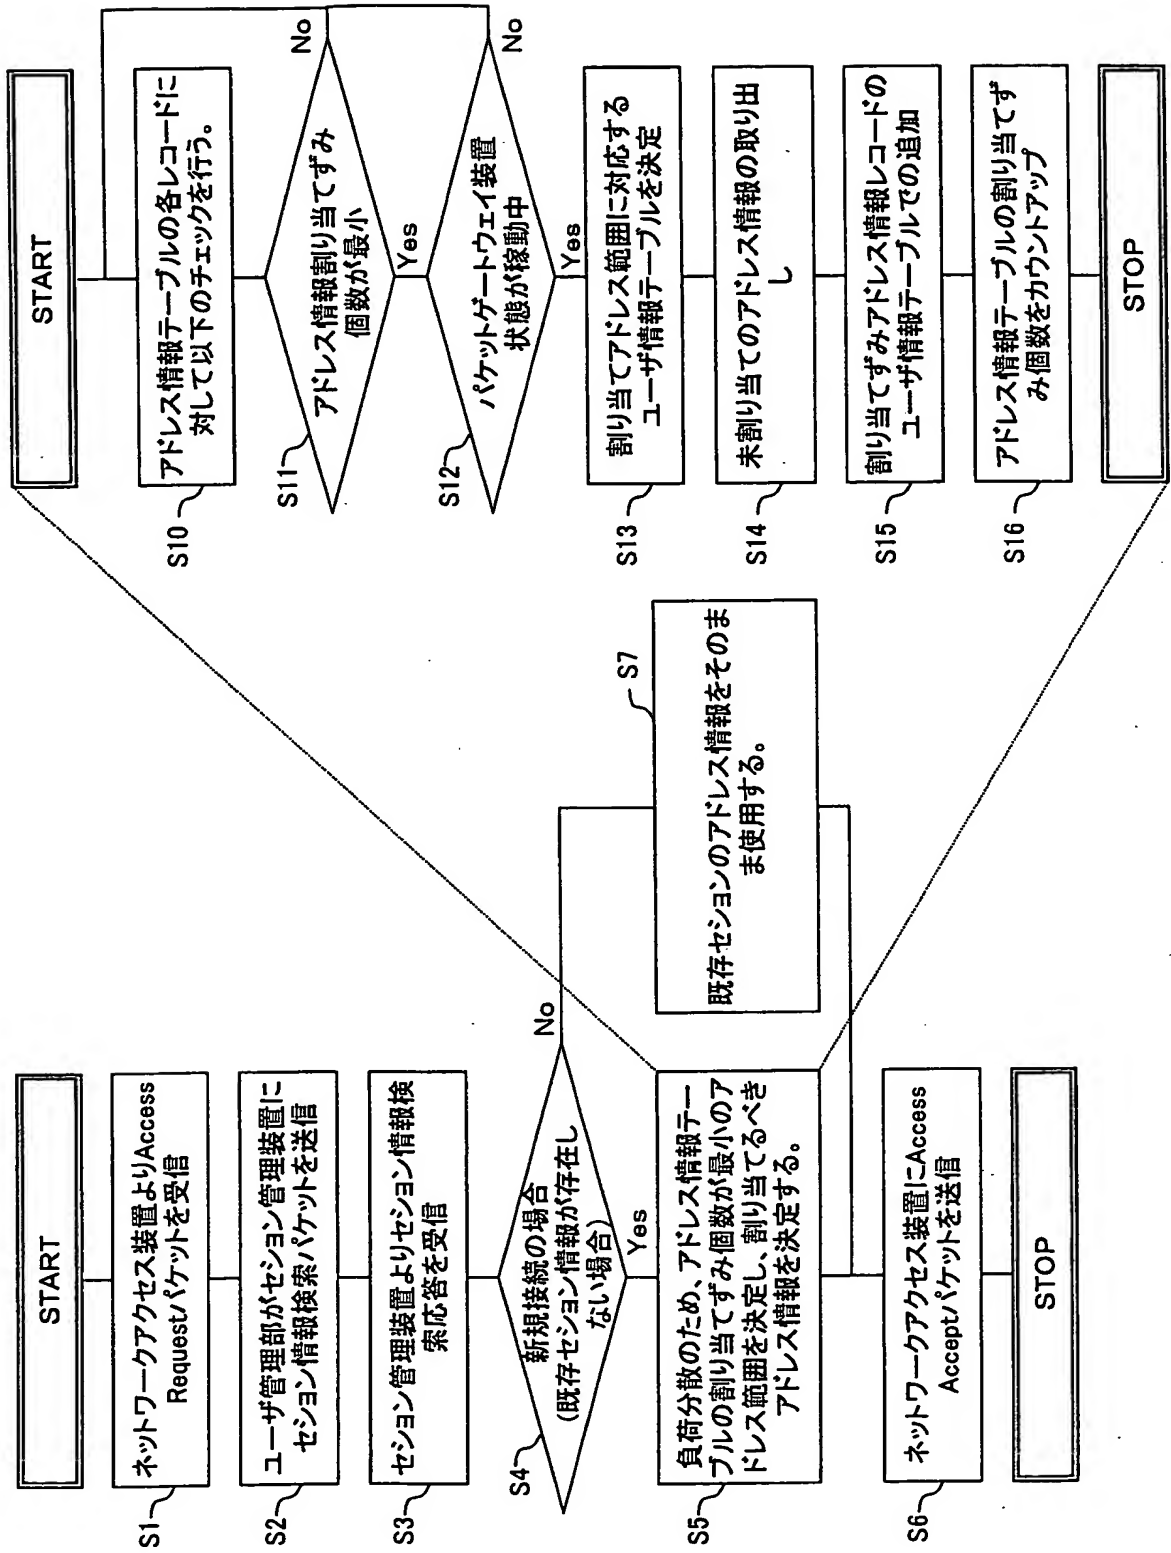 START
S1
ネットワークアクセス装置よりAccess
Requestパケットを受信
S2
ユーザ管理部がセション管理装置に
セション情報検索パケットを送信
S3
セション管理装置よりセション情報検
索応答を受信
S4
新規接続の場合
(既存セション情報が存在し
ない場合)
No
Yes
S5
負荷分散のため、アドレス情報テー
ブルの割り当てずみ個数が最小のア
ドレス範囲を決定し、割り当てるべき
アドレス情報を決定する。
S7
既存セションのアドレス情報をそのま
ま使用する。
S6
ネットワークアクセス装置にAccess
Acceptパケットを送信
STOP
START
S10
アドレス情報テーブルの各レコードに
対して以下のチェックを行う。
S11
アドレス情報割り当てずみ
個数が最小
No
Yes
S12
パケットゲートウェイ装置
状態が稼動中
No
Yes
S13
割り当てアドレス範囲に対応する
ユーザ情報テーブルを決定
S14
未割り当てのアドレス情報の取り出
し
S15
割り当てずみアドレス情報レコードの
ユーザ情報テーブルでの追加
S16
アドレス情報テーブルの割り当てず
み個数をカウントアップ
STOP